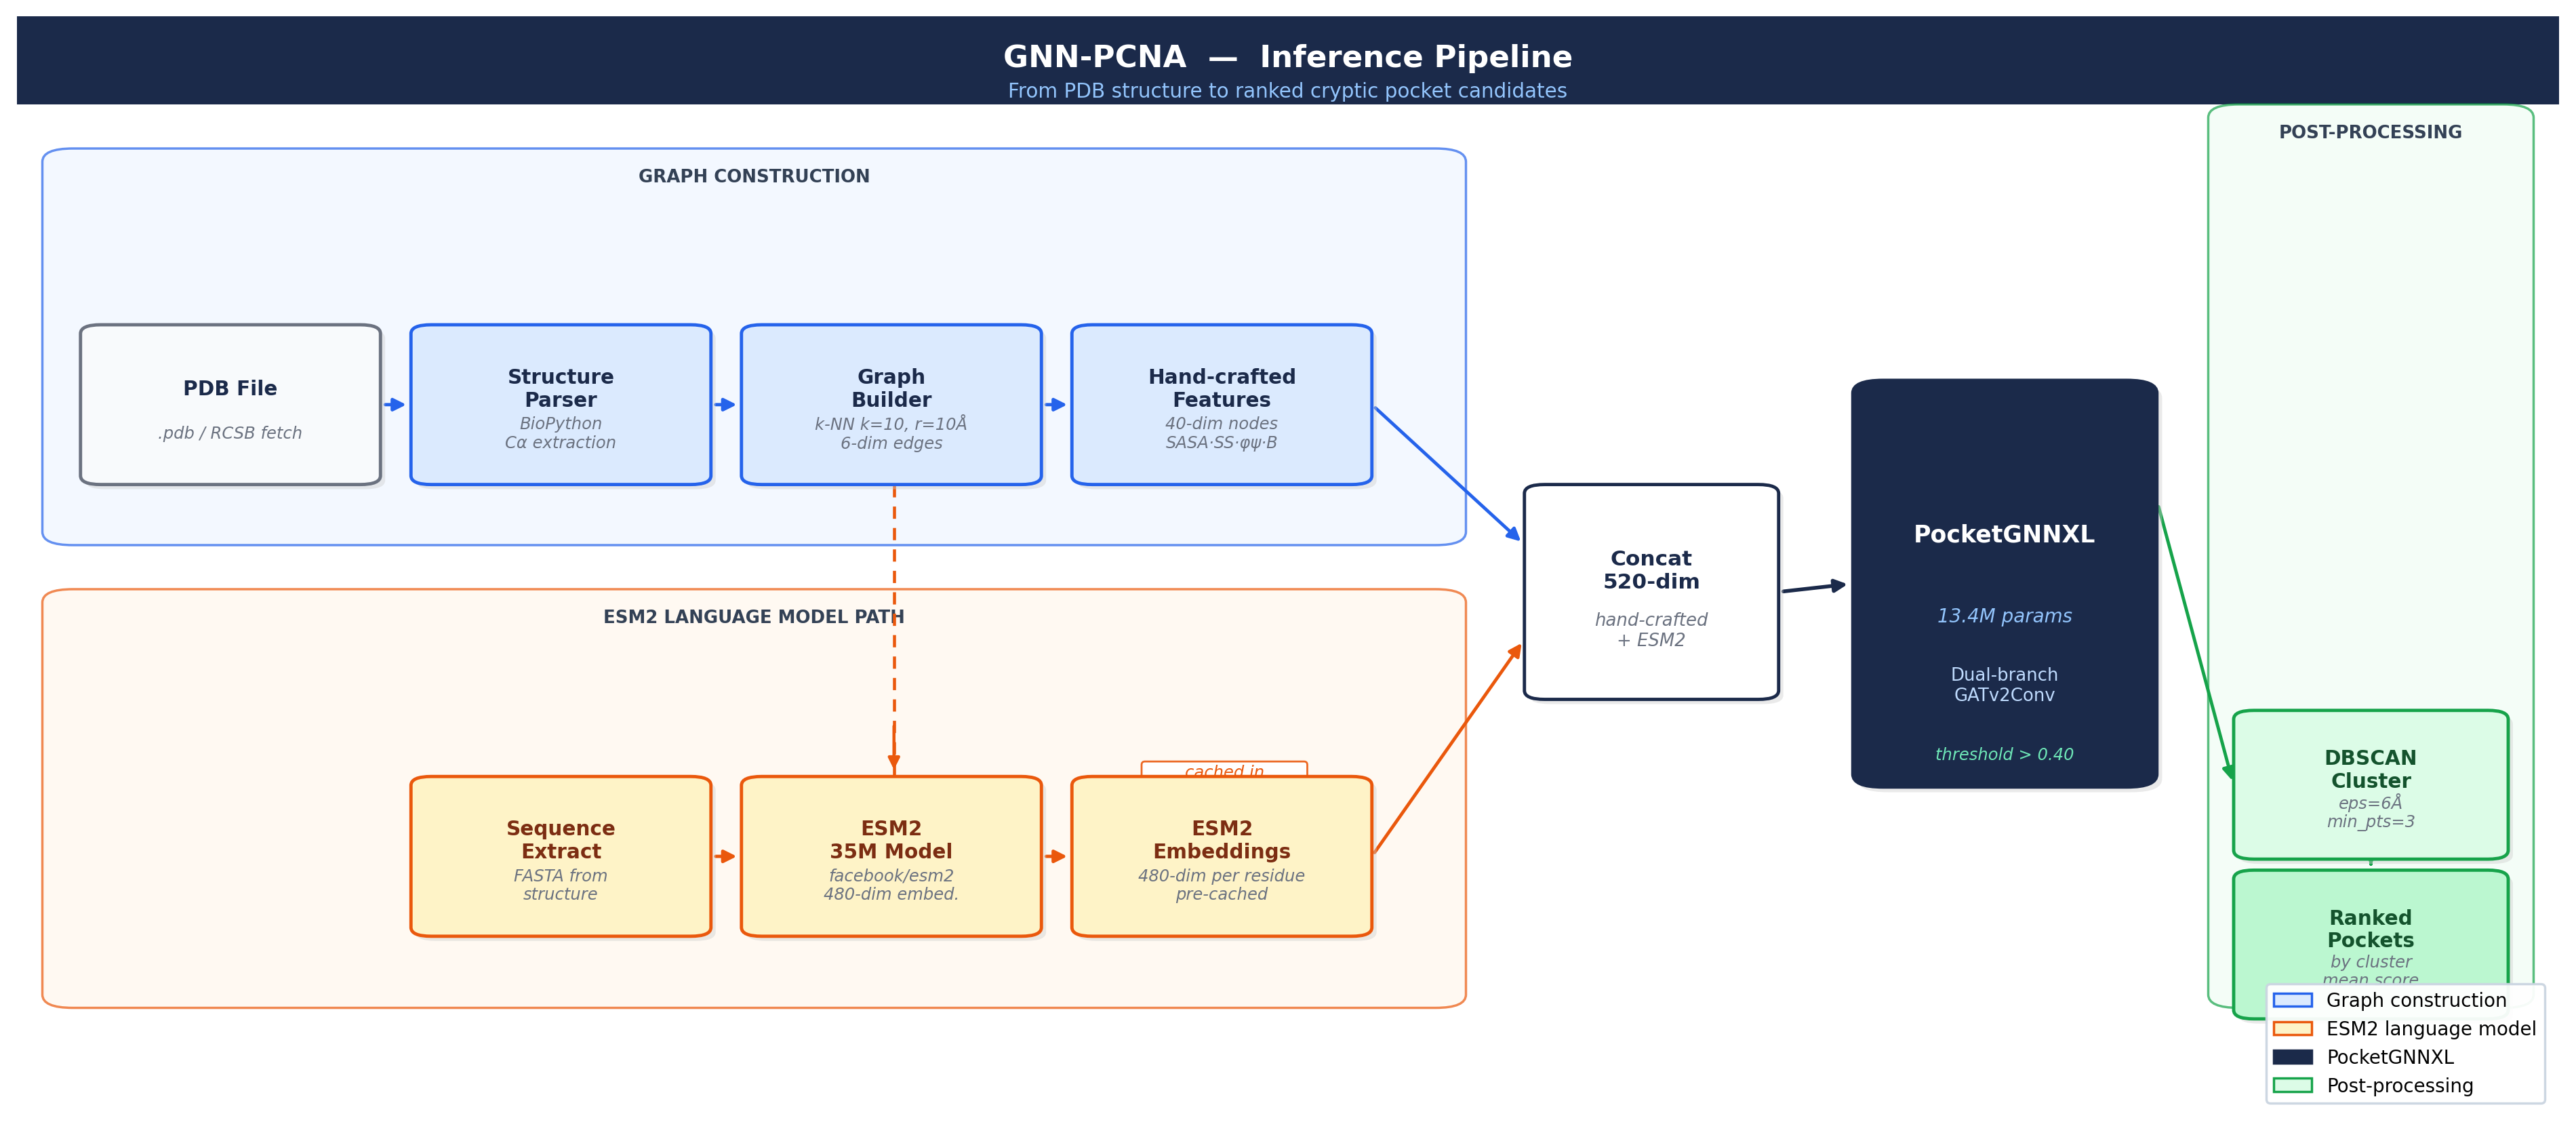 GNN-PCNA — Inference Pipeline
From PDB structure to ranked cryptic pocket candidates
GRAPH CONSTRUCTION
PDB File
.pdb / RCSB fetch
Structure
Parser
BioPython
Cα extraction
Graph
Builder
k-NN k=10, r=10Å
6-dim edges
Hand-crafted
Features
40-dim nodes
SASA·SS·φψ·B
ESM2 LANGUAGE MODEL PATH
Sequence
Extract
FASTA from
structure
ESM2
35M Model
facebook/esm2
480-dim embed.
cached in
ESM2
Embeddings
480-dim per residue
pre-cached
Concat
520-dim
hand-crafted
+ ESM2
PocketGNNXL
13.4M params
Dual-branch
GATv2Conv
threshold > 0.40
POST-PROCESSING
DBSCAN
Cluster
eps=6Å
min_pts=3
Ranked
Pockets
by cluster
mean score
Graph construction
ESM2 language model
PocketGNNXL
Post-processing